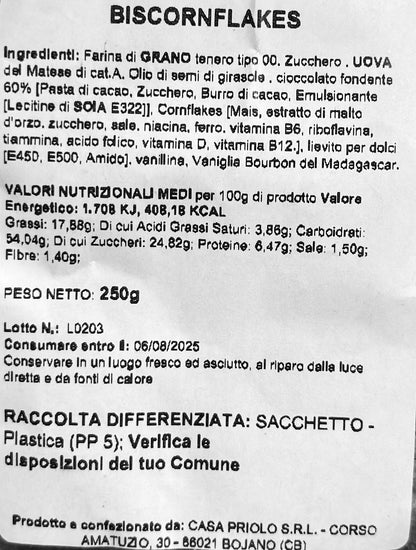 BISCORNFLAKES
Ingredienti: Farina di GRANO tenero tipo 00, Zucchero , UOVA
del Matese di cat.A, Olio di semi di girasole , cioccolato fondente
60% [Pasta di cacao, Zucchero, Burro di cacao, Emulsionante
[Lecitine di SOIA E322]], Cornflakes [Mais, estratto di malto
d'orzo, zucchero, sale, niacina, ferro, vitamina B6, riboflavina,
tiammina, acido folico, vitamina D, vitamina B12,], lievito per dolci
[E450, E500, Amido], vanillina, Vaniglia Bourbon del Madagascar.
VALORI NUTRIZIONALI MEDI per 100g di prodotto Valore
Energetico: 1.708 KJ, 408,18 KCAL
Grassi: 17,58g; Di cui Acidi Grassi Saturi: 3,86g; Carboidrati:
54,04g; Di cui Zuccheri: 24,82g; Proteine: 6,47g; Sale: 1,50g;
Fibre: 1,40g;
PESO NETTO: 250g
Lotto N.: L0203
Consumare entro il: 06/08/2025
Conservare in un luogo fresco ed asciutto, al riparo dalla luce
diretta e da fonti di calore
RACCOLTA DIFFERENZIATA: SACCHETTO -
Plastica (PP 5); Verifica le
disposizioni del tuo Comune
Prodotto e confezionato da: CASA PRIOLO S.R.L. - CORSO
AMATUZIO, 30 - 86021 BOJANO (CB)